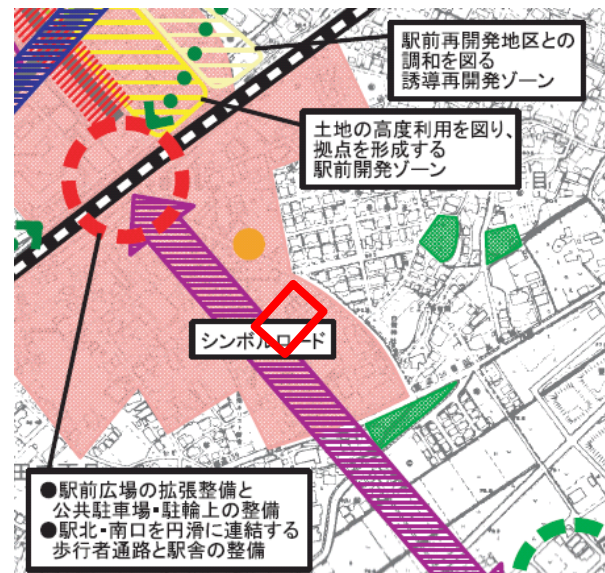 駅前再開発地区との
調和を図る
誘導再開発ゾーン
土地の高度利用を図り、
拠点を形成する
駅前開発ゾーン
目
シンボルロード
田
●駅前広場の拡張整備と
公共駐車場・駐輪上の整備
●駅北・南口を円滑に連結する
歩行者通路と駅舎の整備